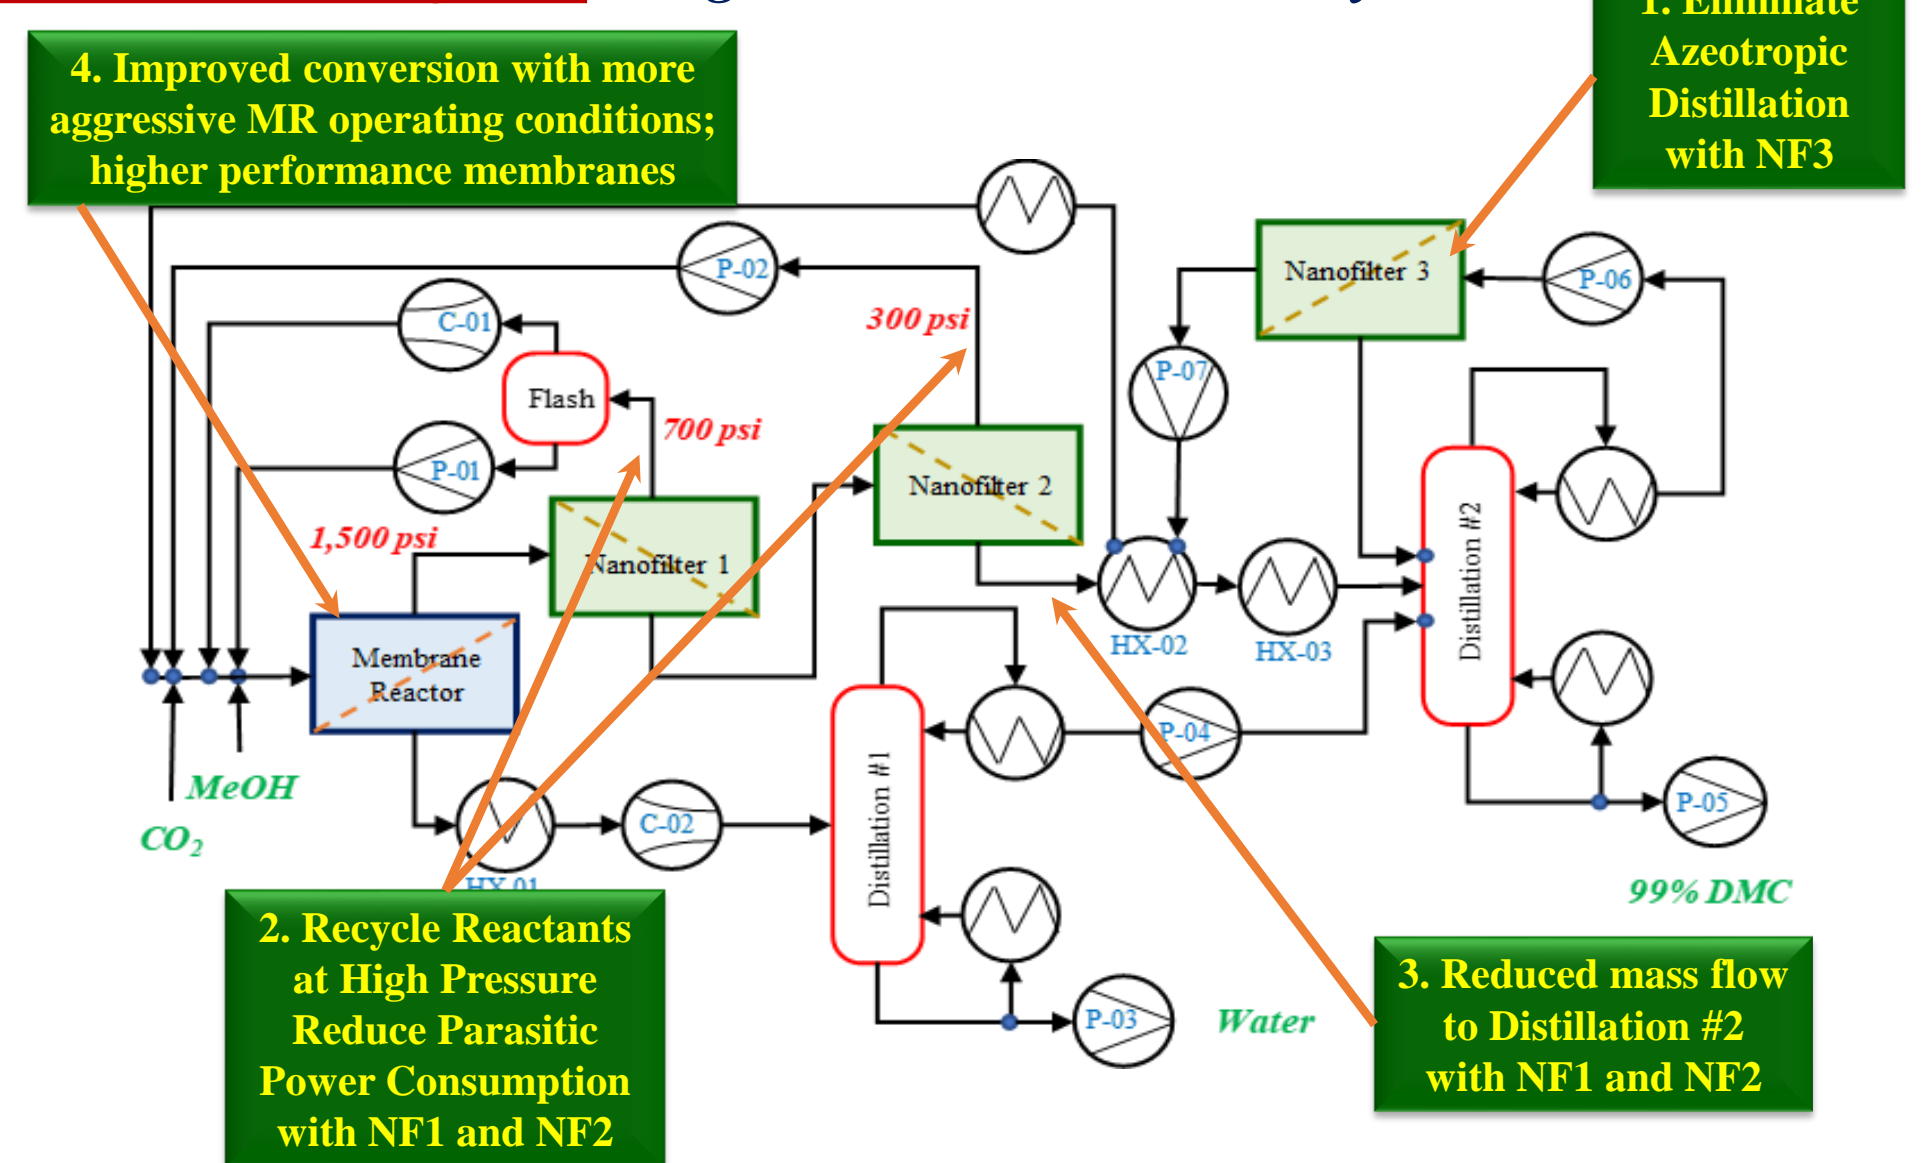 1. Eliminate
Azeotropic
Distillation
with NF3
4. Improved conversion with more
aggressive MR operating conditions;
higher performance membranes
P-02
Nanofilter 3
P-06
C-01
300 psi
P-07
Flash
700 psi
P-01
Nanofilter 2
1,500 psi
Nanofilter 1
Distillation #2
HX-02
HX-03
Membrane
Reactor
P-04
MeOH
CO₂
C-02
Distillation #1
P-05
HX-01
99% DMC
2. Recycle Reactants
at High Pressure
Reduce Parasitic
Power Consumption
with NF1 and NF2
3. Reduced mass flow
to Distillation #2
with NF1 and NF2
P-03
Water